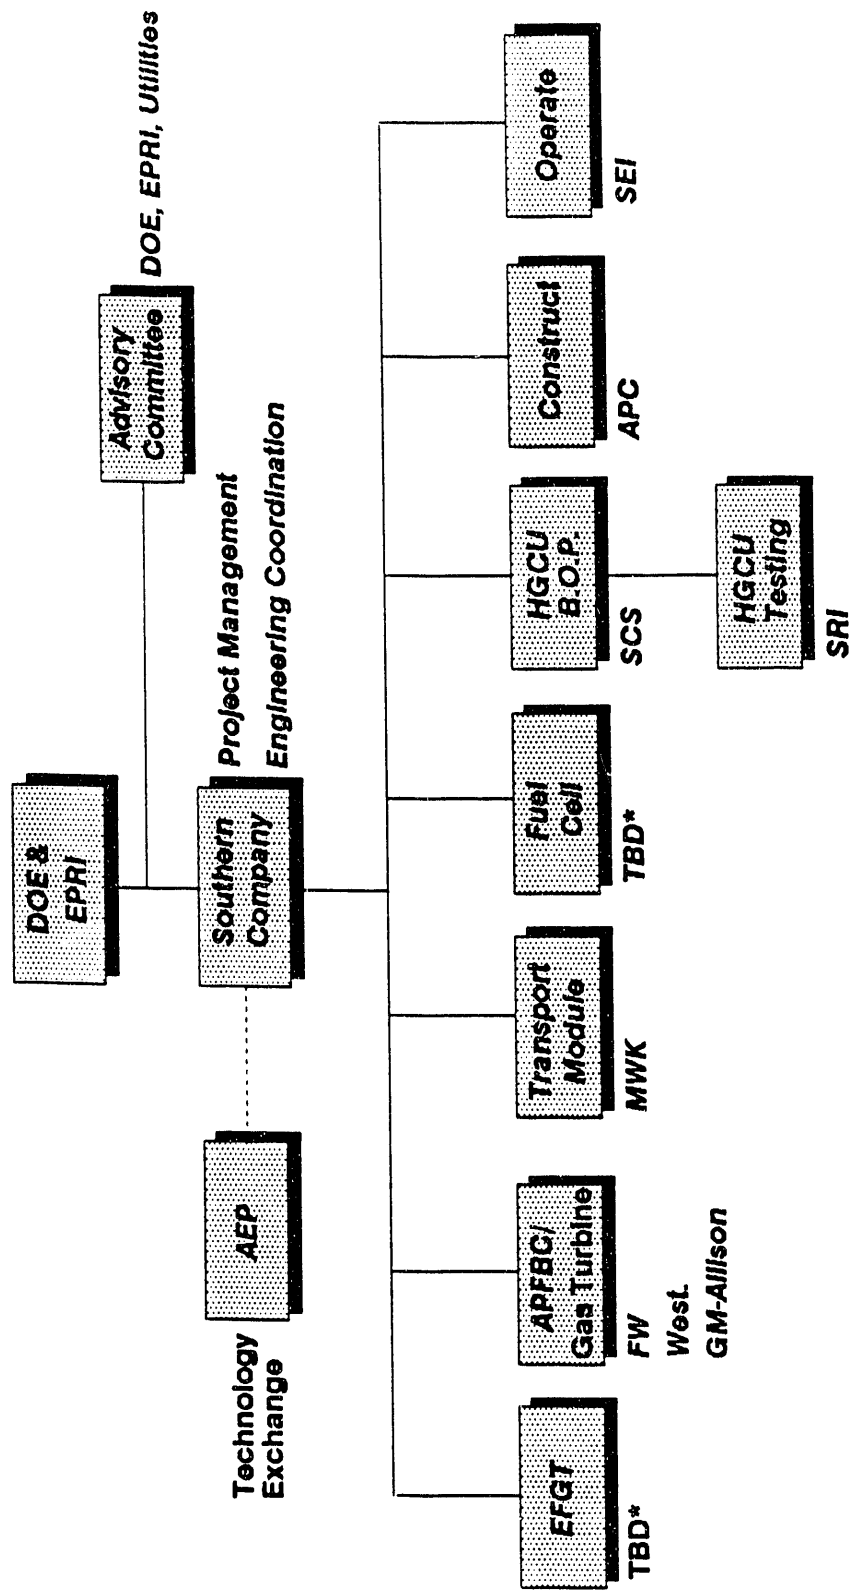 DOE &
EPRI
Advisory
Committee
DOE, EPRI, Utilities
Technology
Exchange
AEP
Southern
Company
Project Management
Engineering Coordination
EFGT
TBD*
APFBC/
Gas Turbine
FW
West.
GM-Allison
Transport
Module
MWK
Fuel
Cell
TBD*
HGCU
B.O.P.
SCS
Construct
APC
Operate
SEI
HGCU
Testing
SRI